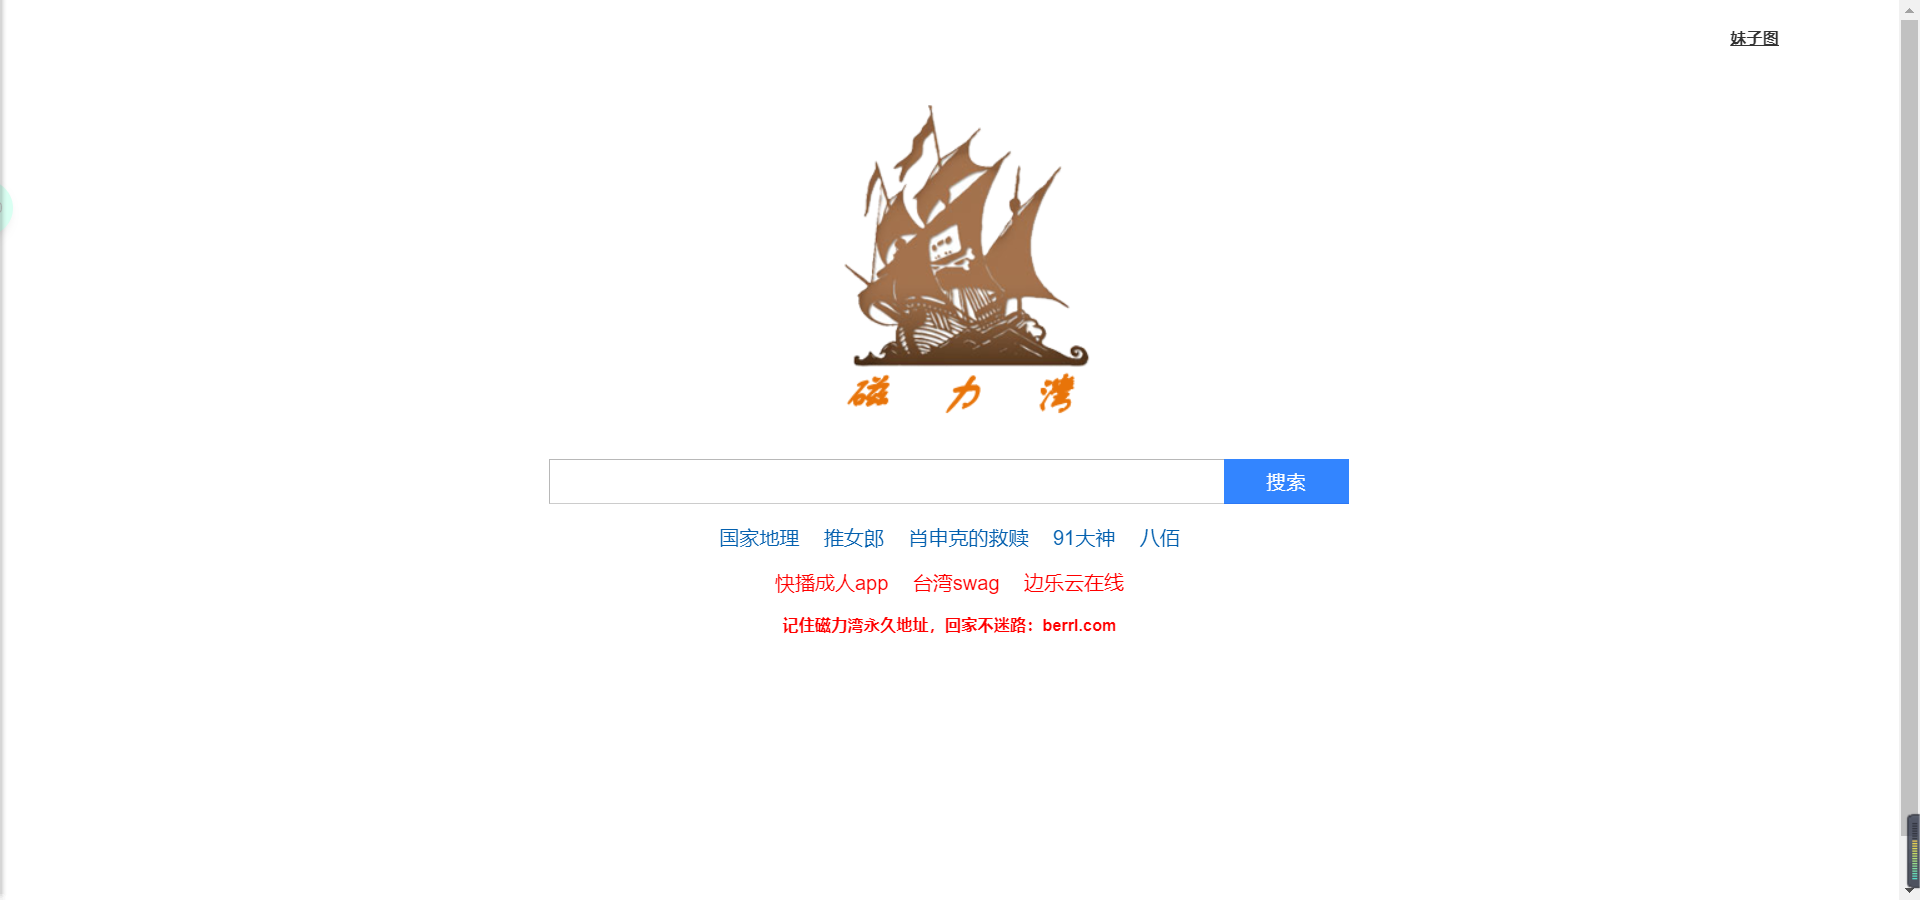 妹子图
磁力灣
搜索
国家地理 推女郎 肖申克的救赎 91大神 八佰
快播成人app 台湾swag 边乐云在线
记住磁力湾永久地址，回家不迷路：berrl.com